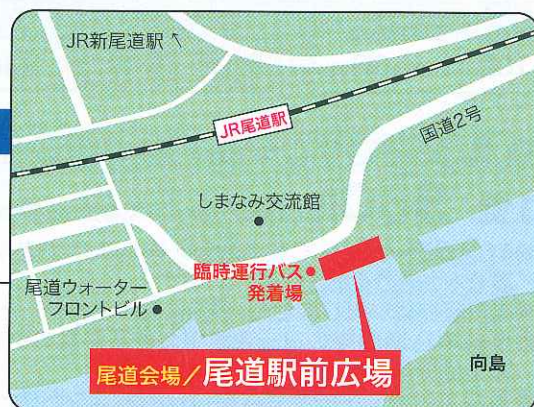 JR新尾道駅↖
JR尾道駅
国道2号
しまなみ交流館
臨時運行バス
発着場
尾道ウォーター
フロントビル
尾道会場/尾道駅前広場
向島